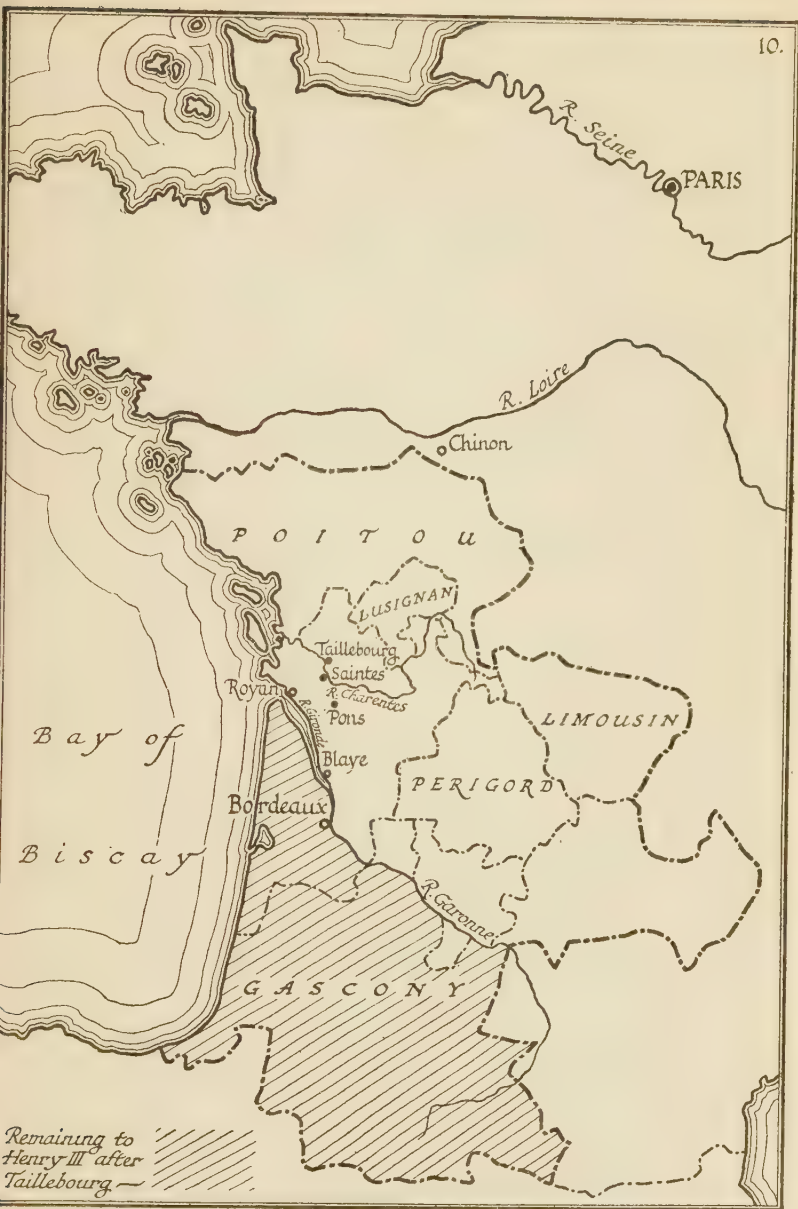 10.
R. Seine
PARIS
R. Loire
Chinon
POITOU
LUSIGNAN
Taillebourg
Saintes
Royan
R. Charentes
R. Gironde
Pons
LIMOUSIN
Bay of
Biscay
Blaye
PERIGORD
Bordeaux
R. Garonne
GASCONY
Remaining to
Henry III after
Taillebourg —